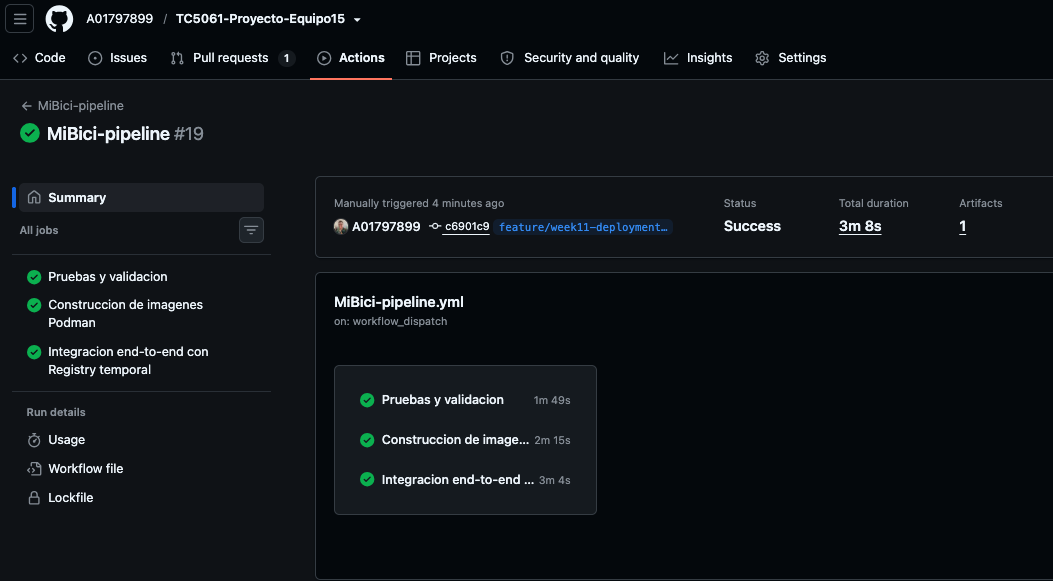 A01797899 / TC5061-Proyecto-Equipo15
Code Issues Pull requests 1 Actions Projects Security and quality Insights Settings
MiBici-pipeline
MiBici-pipeline #19
Summary
All jobs
Pruebas y validacion
Construccion de imagenes
Podman
Integracion end-to-end con
Registry temporal
Run details
Usage
Workflow file
Lockfile
Manually triggered 4 minutes ago
A01797899 c6901c9 feature/week11-deployment…
Status
Success
Total duration
3m 8s
Artifacts
1
MiBici-pipeline.yml
on: workflow_dispatch
Pruebas y validacion 1m 49s
Construccion de image... 2m 15s
Integracion end-to-end ... 3m 4s